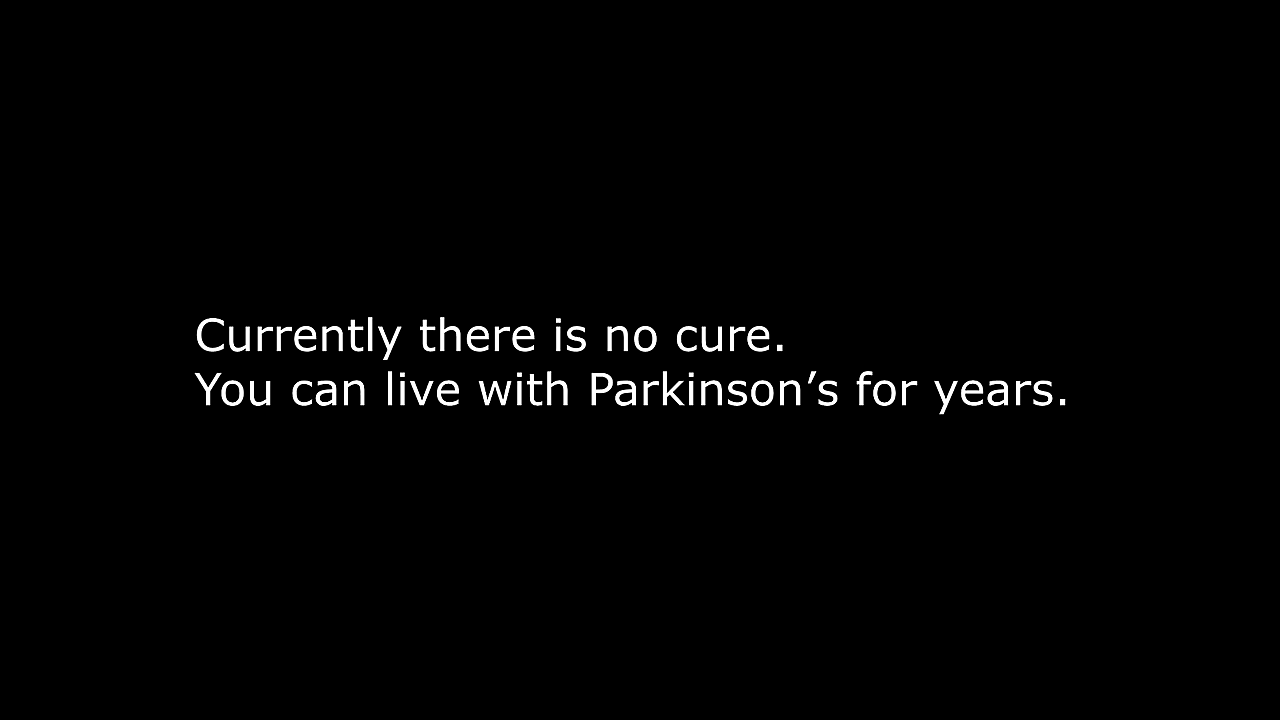 Currently there is no cure.
You can live with Parkinson’s for years.